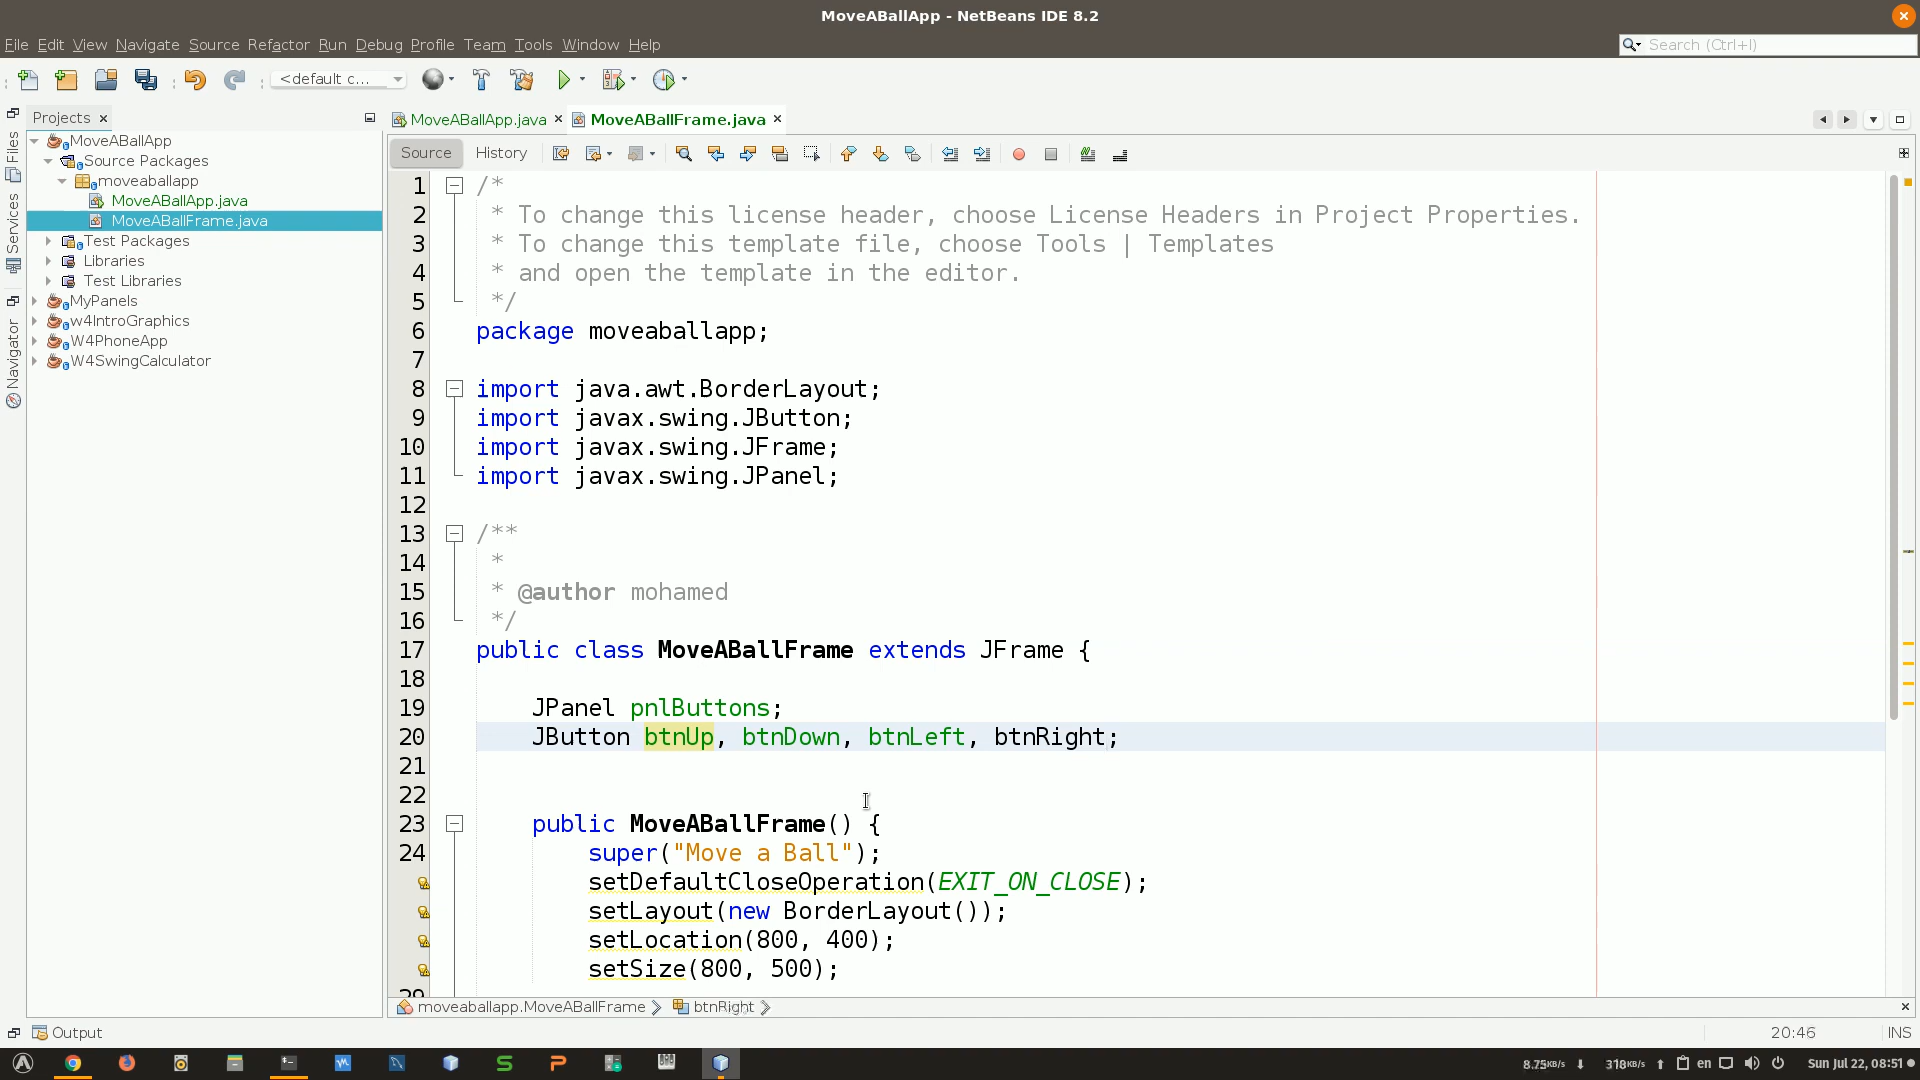 MoveABallApp - NetBeans IDE 8.2
File Edit View Navigate Source Refactor Run Debug Profile Team Tools Window Help
Search (Ctrl+I)
<default c...
Projects
MoveABallApp
Source Packages
moveaballapp
MoveABallApp.java
MoveABallFrame.java
Test Packages
Libraries
Test Libraries
MyPanels
w4IntroGraphics
W4PhoneApp
W4SwingCalculator
Files
Services
Navigator
MoveABallApp.java MoveABallFrame.java
Source History
1 /*
2 * To change this license header, choose License Headers in Project Properties.
3 * To change this template file, choose Tools | Templates
4 * and open the template in the editor.
5 */
6 package moveaballapp;
7
8 import java.awt.BorderLayout;
9 import javax.swing.JButton;
10 import javax.swing.JFrame;
11 import javax.swing.JPanel;
12
13 /**
14 *
15 * @author mohamed
16 */
17 public class MoveABallFrame extends JFrame {
18
19 JPanel pnlButtons;
20 JButton btnUp, btnDown, btnLeft, btnRight;
21
22
23 public MoveABallFrame() {
24 super("Move a Ball");
setDefaultCloseOperation(EXIT_ON_CLOSE);
setLayout(new BorderLayout());
setLocation(800, 400);
setSize(800, 500);
29
moveaballapp.MoveABallFrame btnRight
Output
20:46 INS
8.75KB/s 318KB/s en Sun Jul 22, 08:51